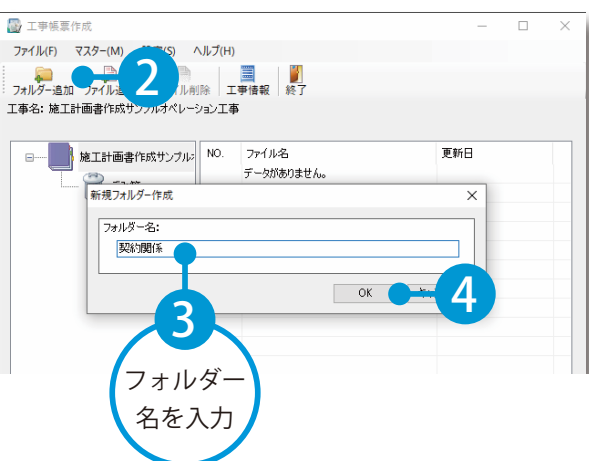 工事帳票作成
ファイル(F) マスター(M) (S) ヘルプ(H)
2
フォルダー追加 ファイル追 ル削除 工事情報 終了
工事名: 施工計画書作成サンプルオペレーション工事
施工計画書作成サンプル
NO. ファイル名 更新日
データがありません。
新規フォルダー作成
フォルダー名:
契約関係
OK
4
3
フォルダー
名を入力